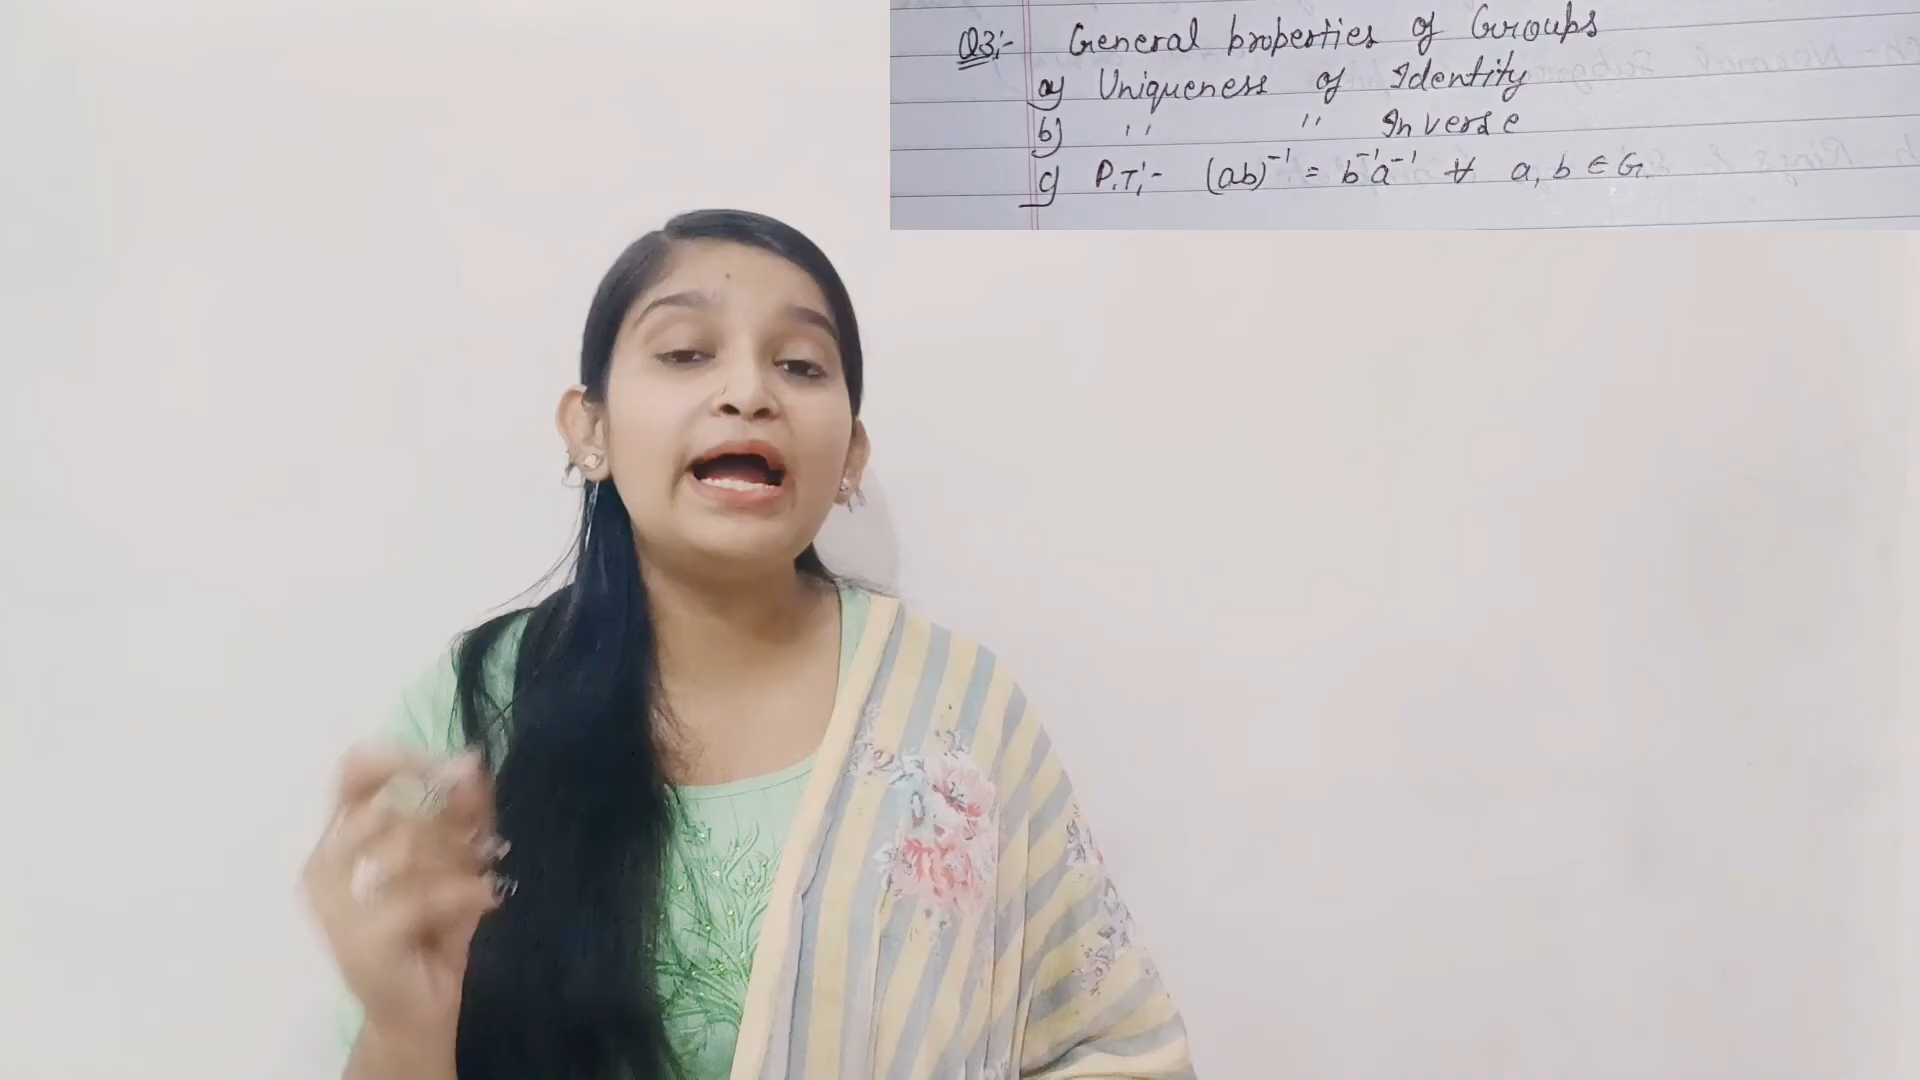 Q3:- General properties of Groups
a) Uniqueness of Identity
b) " " Inverse
c) P.T:- (ab)⁻¹ = b⁻¹a⁻¹ ∀ a, b ∈ G